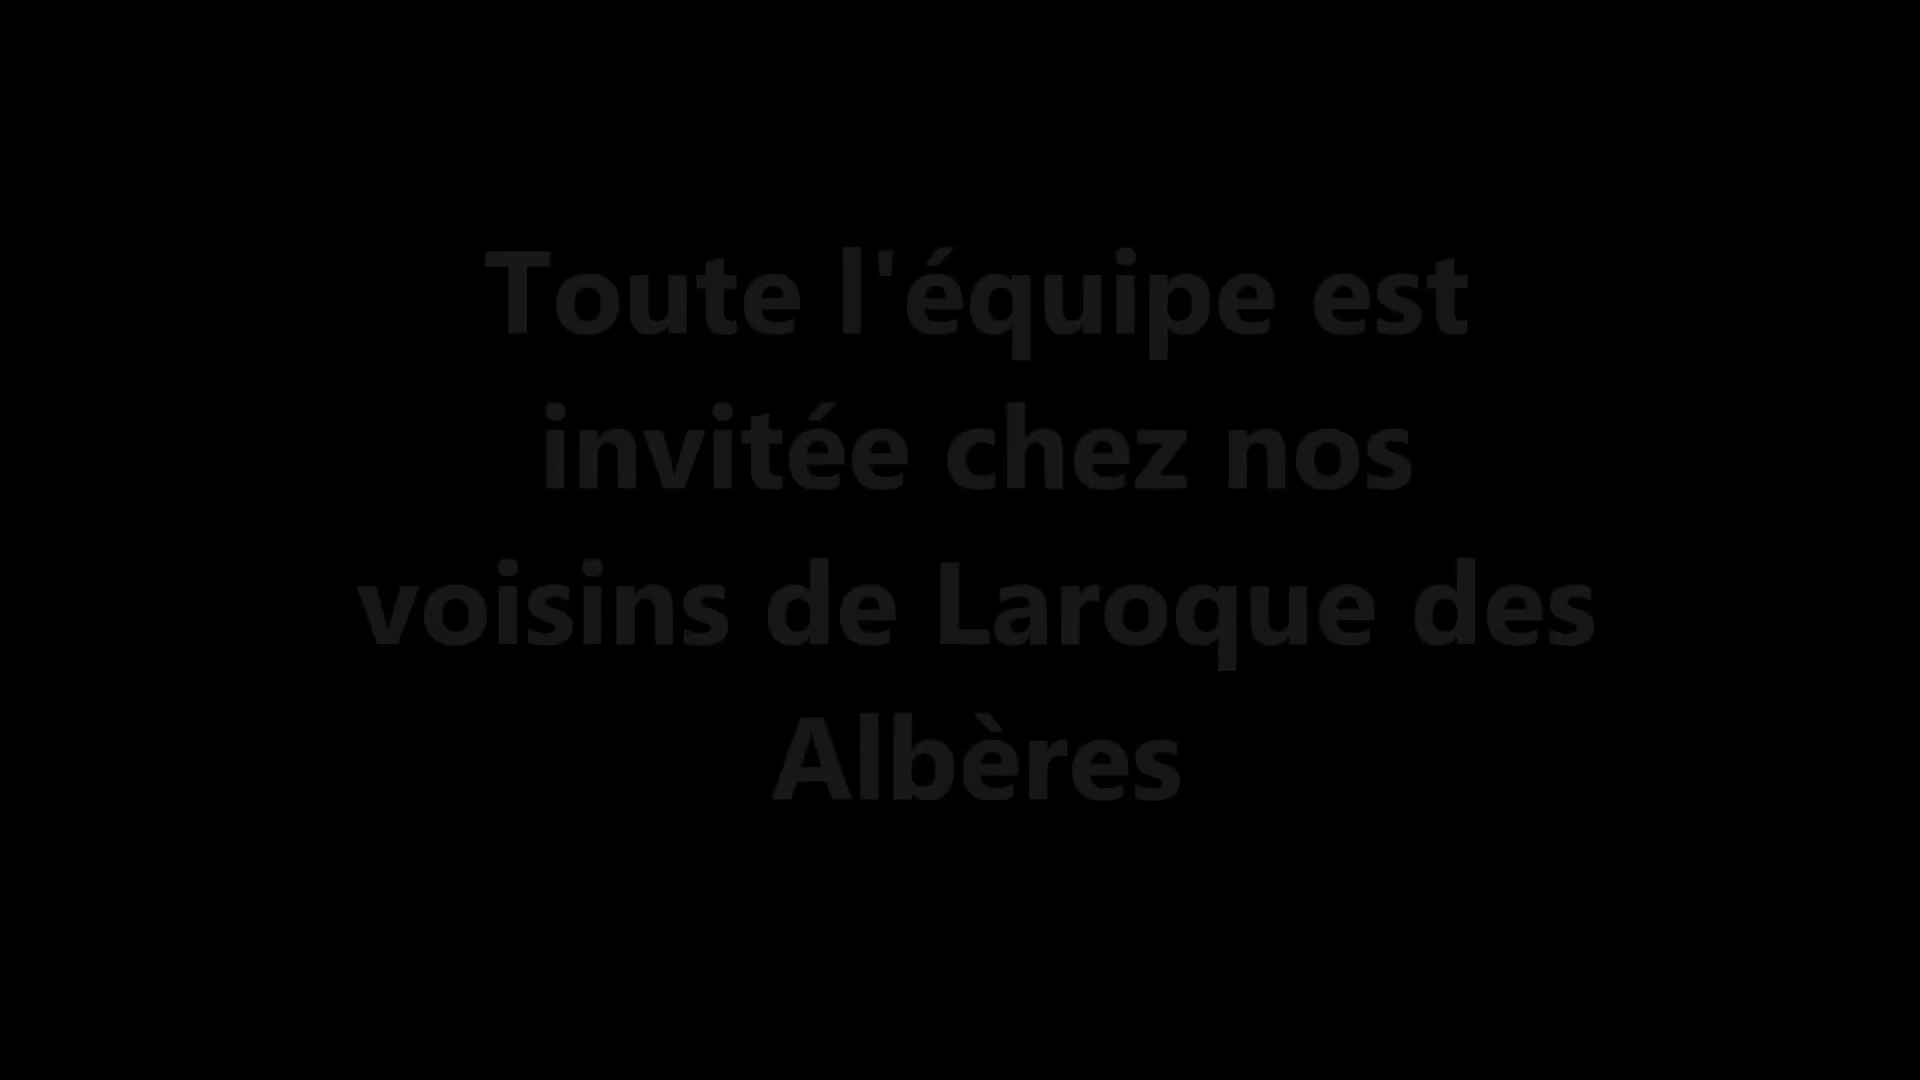 Toute l'équipe est
invitée chez nos
voisins de Laroque des
Albères